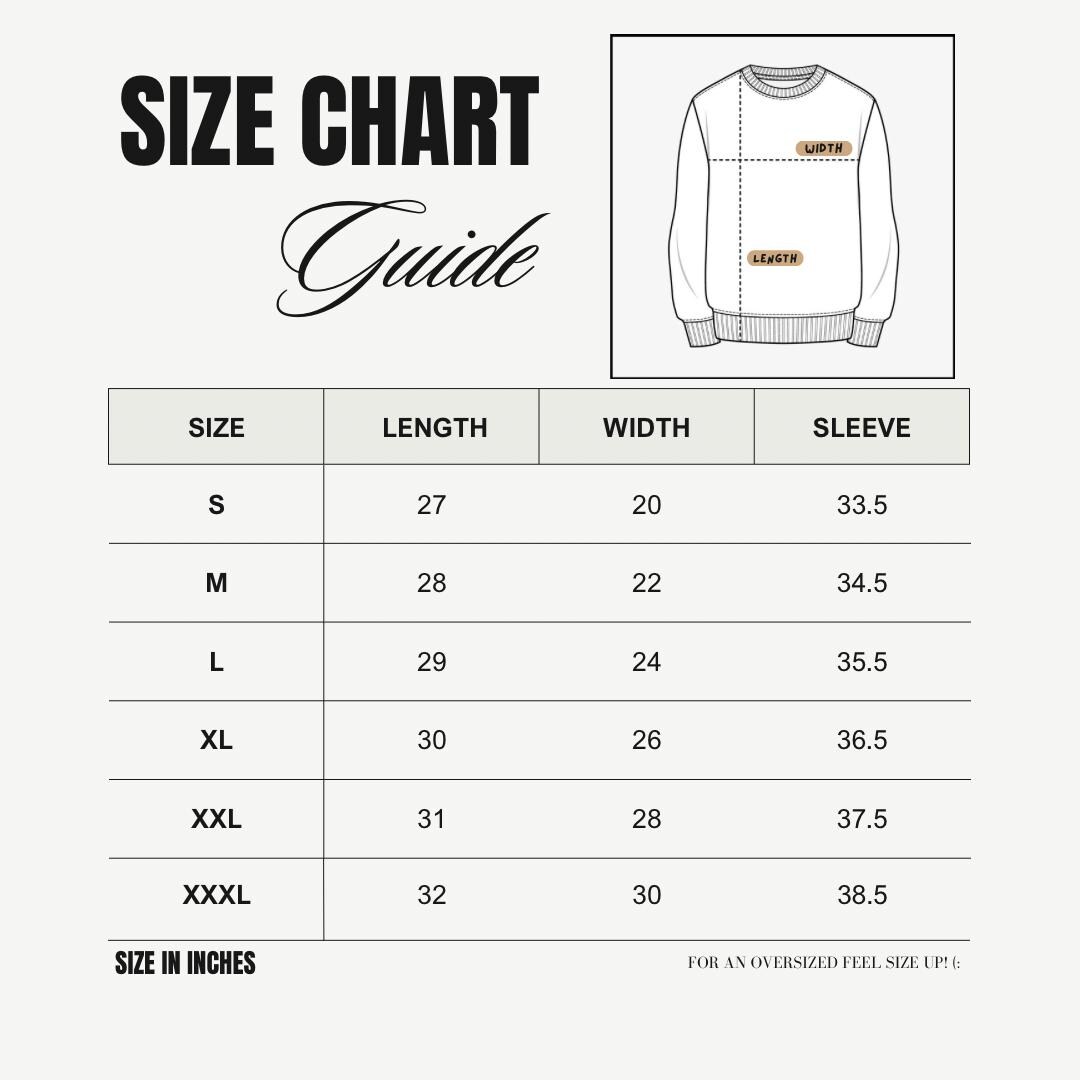 SIZE CHART
Guide
WIDTH
LENGTH
SIZE LENGTH WIDTH SLEEVE
S 27 20 33.5
M 28 22 34.5
L 29 24 35.5
XL 30 26 36.5
XXL 31 28 37.5
XXXL 32 30 38.5
SIZE IN INCHES
FOR AN OVERSIZED FEEL SIZE UP! (: